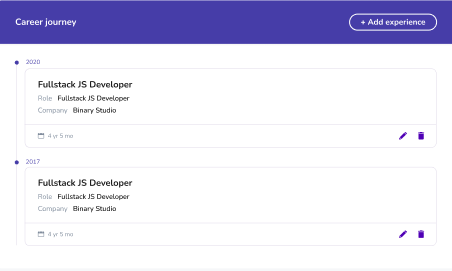 Career journey
+ Add experience
2020
Fullstack JS Developer
Role Fullstack JS Developer
Company Binary Studio
4 yr 5 mo
2017
Fullstack JS Developer
Role Fullstack JS Developer
Company Binary Studio
4 yr 5 mo